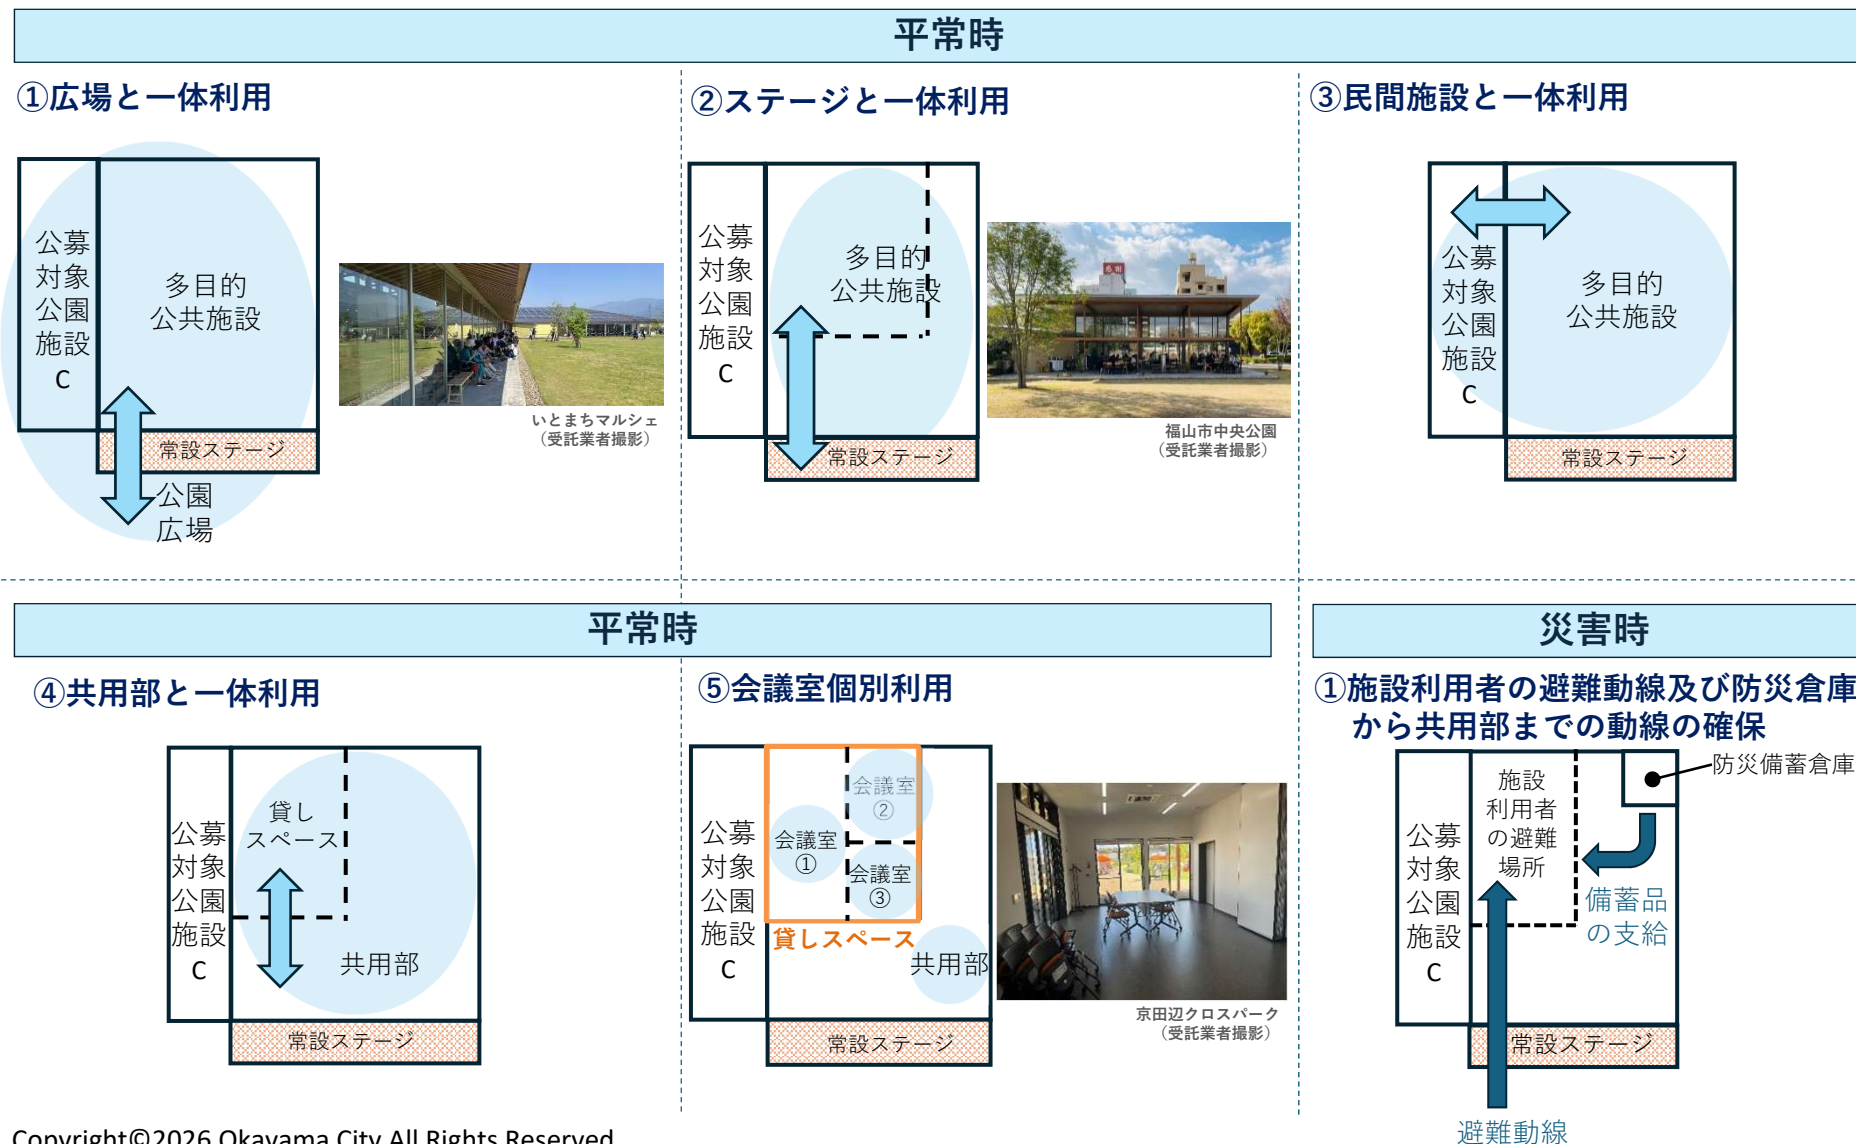 平常時
①広場と一体利用
公募
対象
公園
施設
C
多目的
公共施設
常設ステージ
公園
広場
いとまちマルシェ
（受託業者撮影）
②ステージと一体利用
公募
対象
公園
施設
C
多目的
公共施設
常設ステージ
福山市中央公園
（受託業者撮影）
③民間施設と一体利用
公募
対象
公園
施設
C
多目的
公共施設
常設ステージ
平常時
④共用部と一体利用
公募
対象
公園
施設
C
貸し
スペース
共用部
常設ステージ
⑤会議室個別利用
公募
対象
公園
施設
C
会議室
①
会議室
②
会議室
③
貸しスペース
共用部
常設ステージ
京田辺クロスパーク
（受託業者撮影）
災害時
①施設利用者の避難動線及び防災倉庫
から共用部までの動線の確保
公募
対象
公園
施設
C
施設
利用者
の避難
場所
防災備蓄倉庫
備蓄品
の支給
常設ステージ
避難動線
Copyright©2026 Okayama City All Rights Reserved